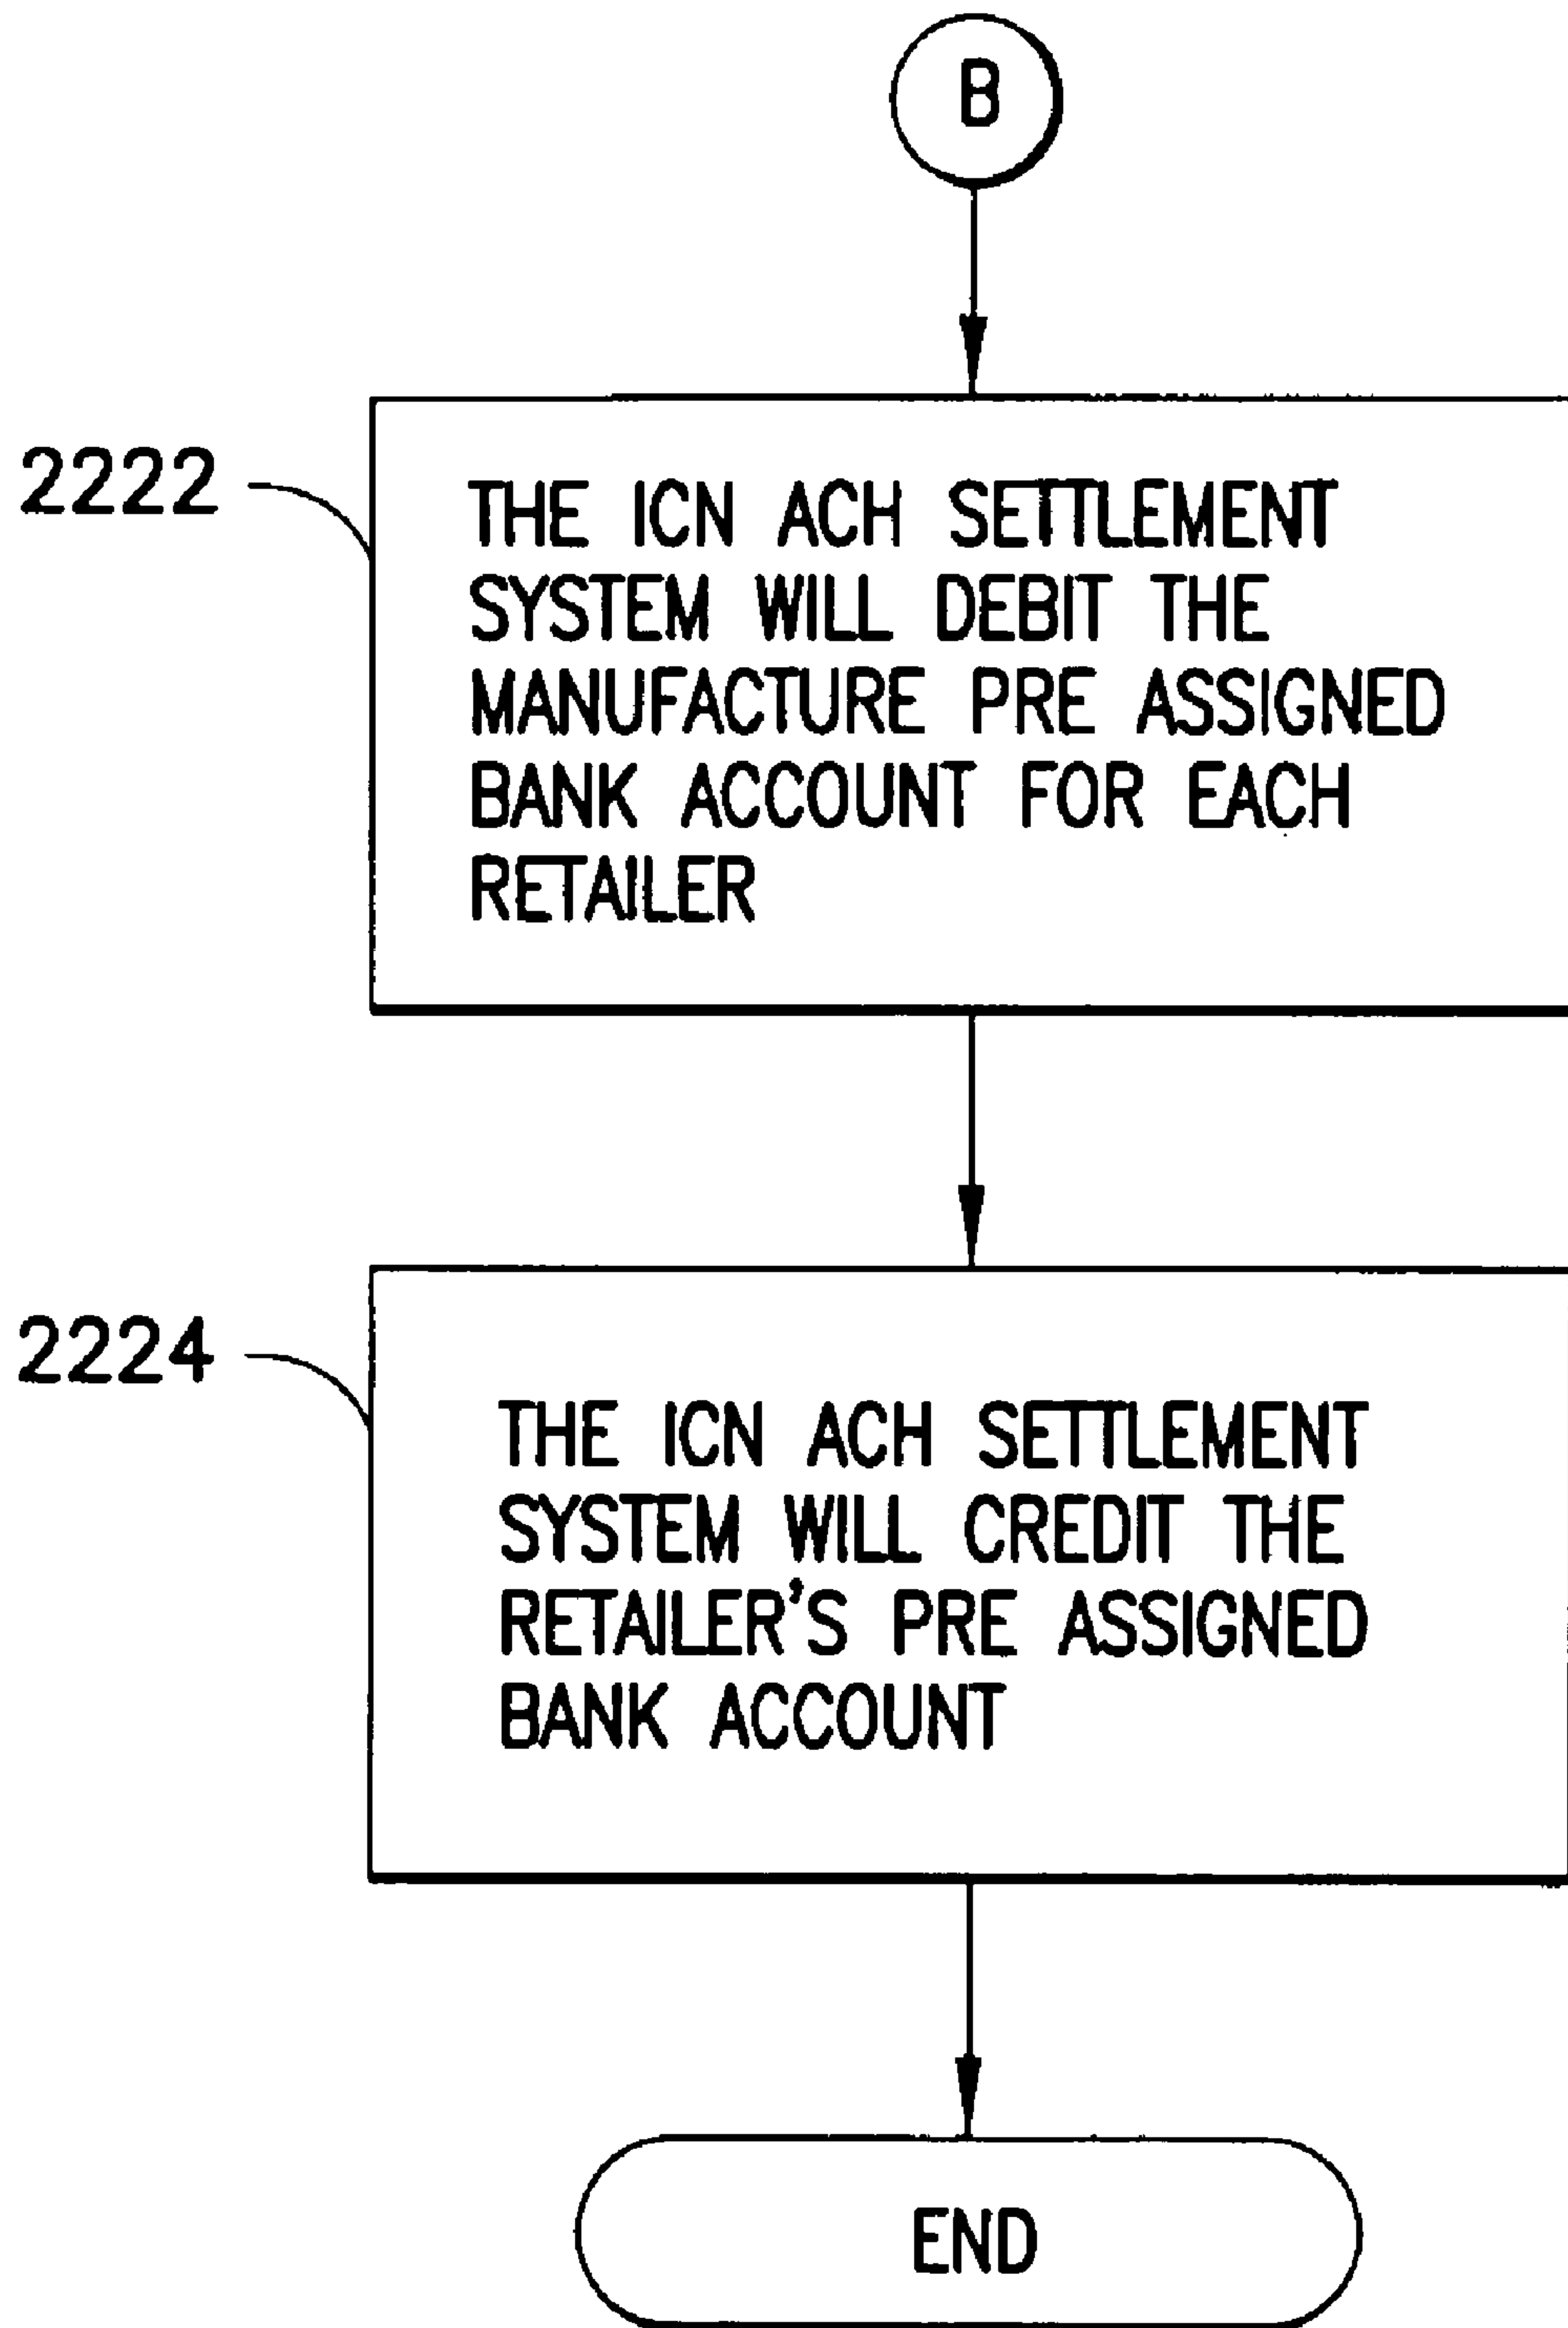 B
2222
THE ICN ACH SETTLEMENT
SYSTEM WILL DEBIT THE
MANUFACTURE PRE ASSIGNED
BANK ACCOUNT FOR EACH
RETAILER
2224
THE ICN ACH SETTLEMENT
SYSTEM WILL CREDIT THE
RETAILER'S PRE ASSIGNED
BANK ACCOUNT
END